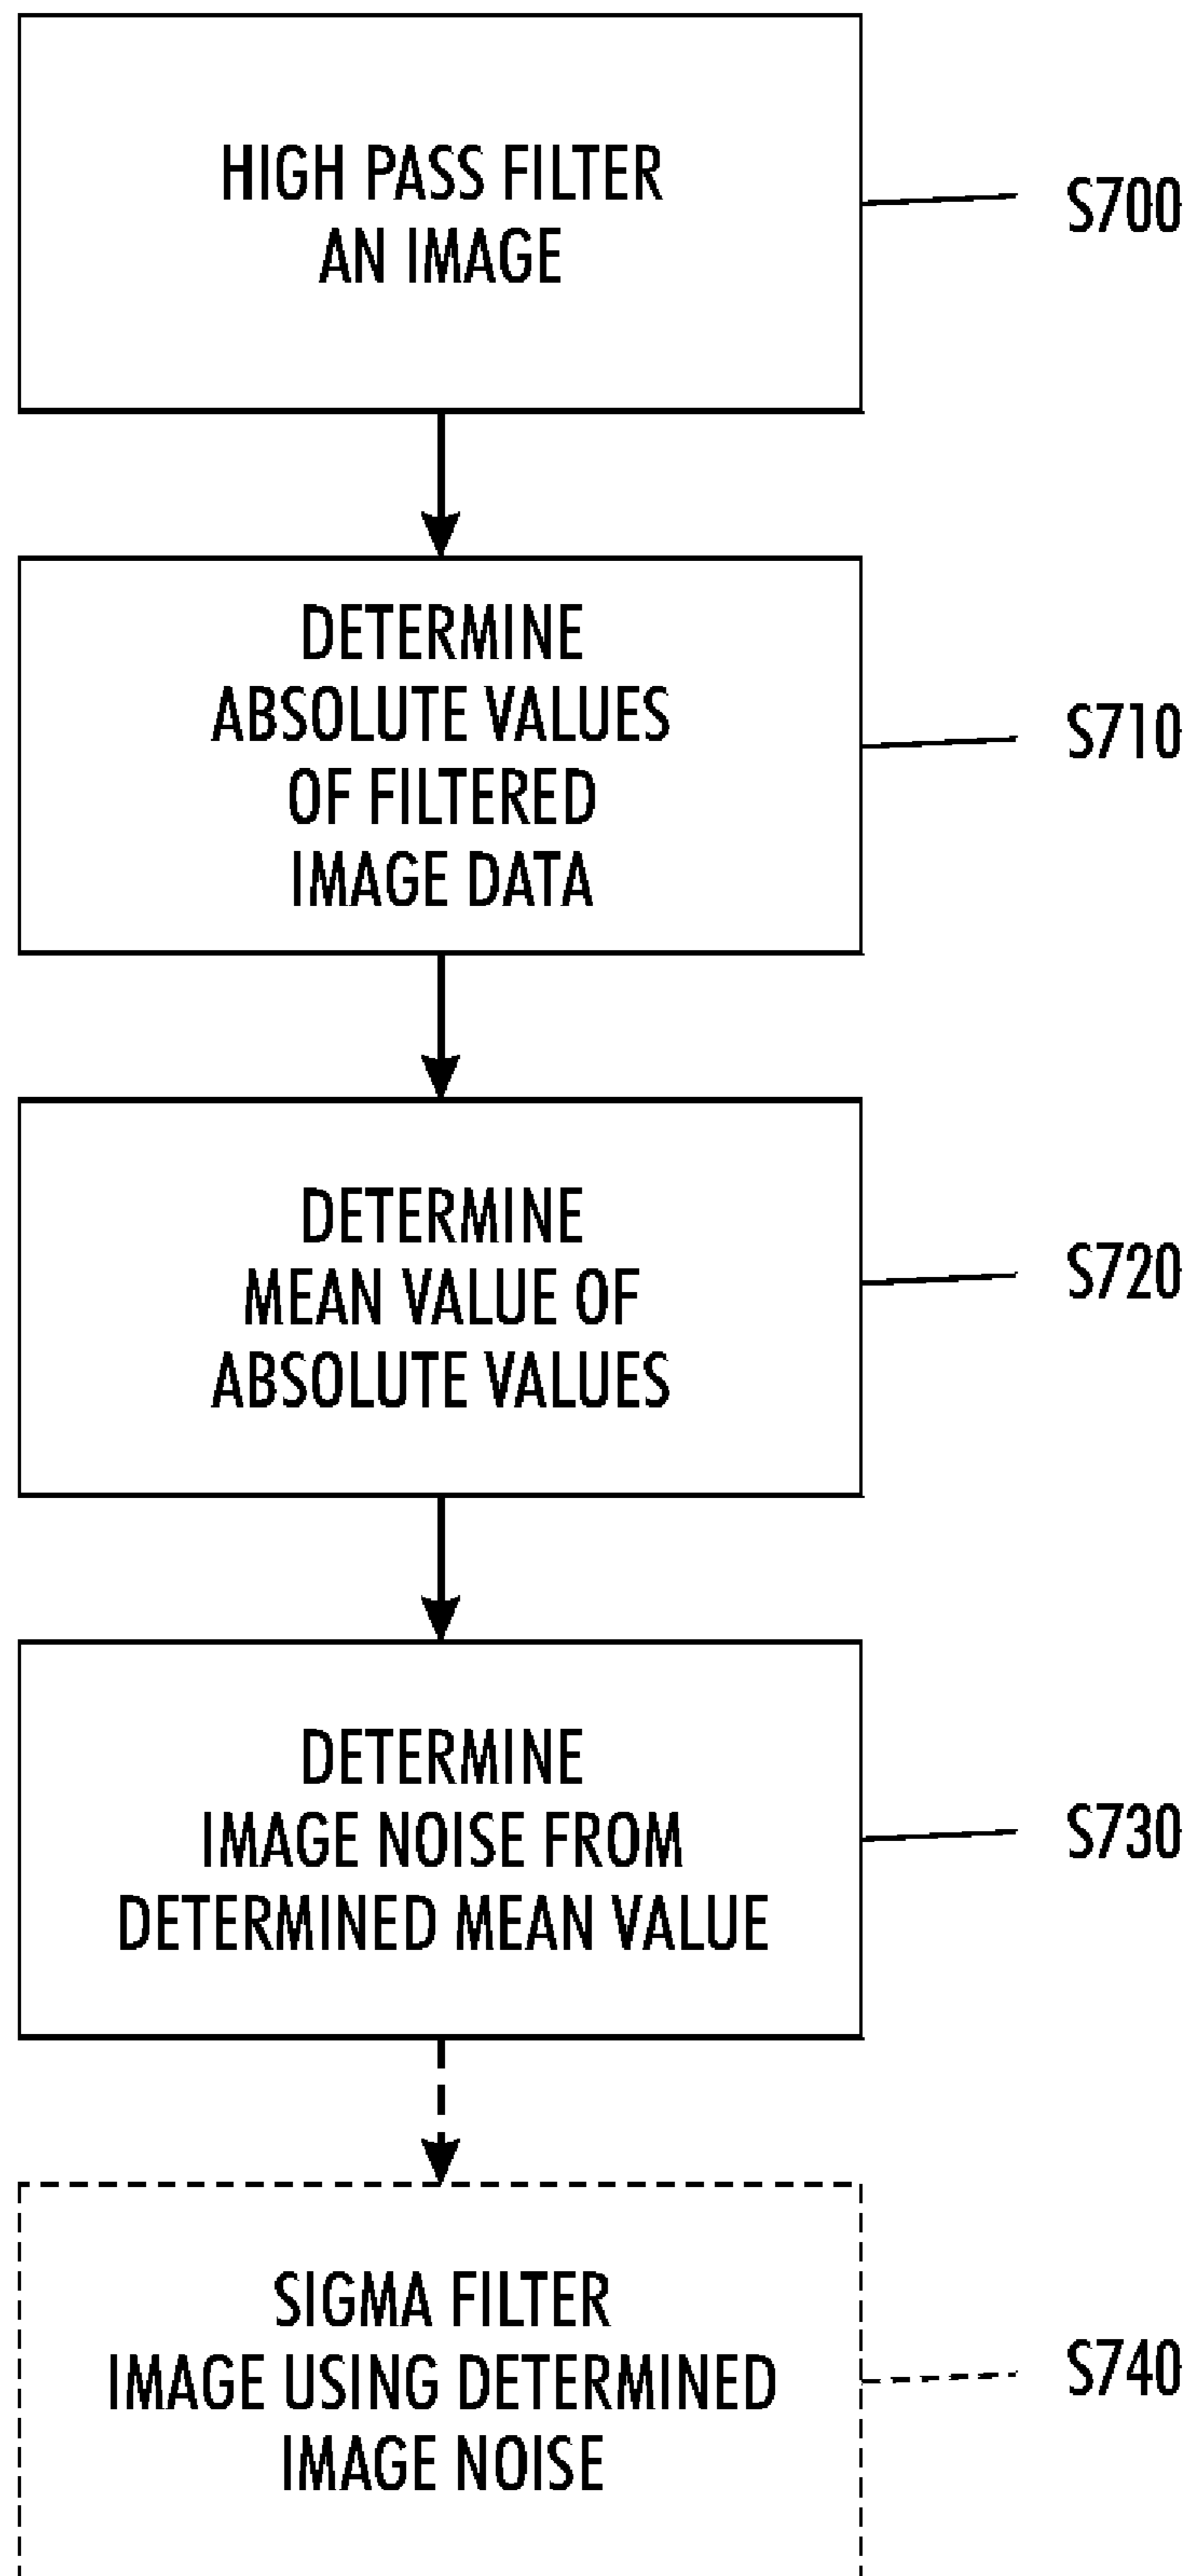 HIGH PASS FILTER
AN IMAGE
S700
DETERMINE
ABSOLUTE VALUES
OF FILTERED
IMAGE DATA
S710
DETERMINE
MEAN VALUE OF
ABSOLUTE VALUES
S720
DETERMINE
IMAGE NOISE FROM
DETERMINED MEAN VALUE
S730
SIGMA FILTER
IMAGE USING DETERMINED
IMAGE NOISE
S740